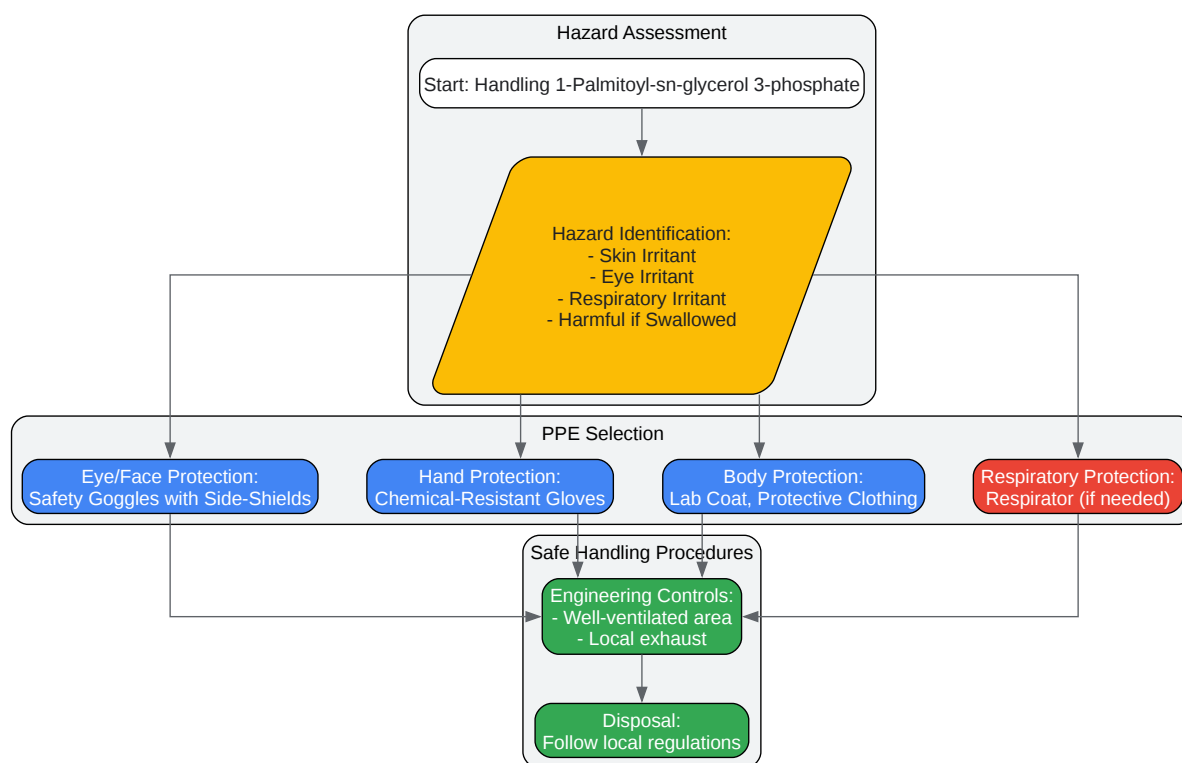 Hazard Assessment
Start: Handling 1-Palmitoyl-sn-glycerol 3-phosphate
Hazard Identification:
- Skin Irritant
- Eye Irritant
- Respiratory Irritant
- Harmful if Swallowed
PPE Selection
Eye/Face Protection:
Safety Goggles with Side-Shields
Hand Protection:
Chemical-Resistant Gloves
Body Protection:
Lab Coat, Protective Clothing
Respiratory Protection:
Respirator (if needed)
Safe Handling Procedures
Engineering Controls:
- Well-ventilated area
- Local exhaust
Disposal:
Follow local regulations